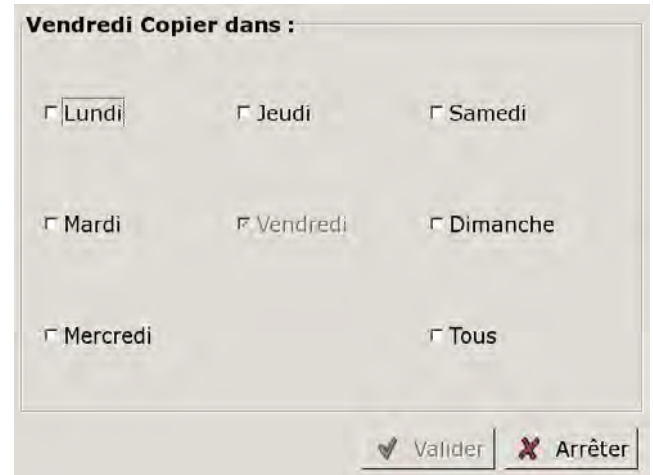 Vendredi Copier dans :
Lundi Jeudi Samedi
Mardi Vendredi Dimanche
Mercredi Tous
Valider Arrêter